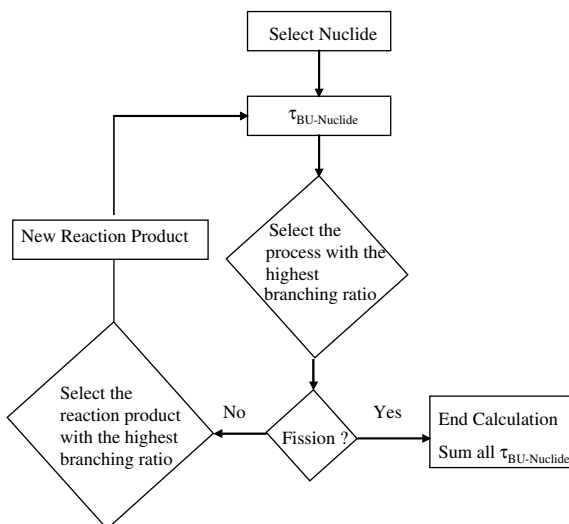 Select Nuclide
τBU-Nuclide
Select the
process with the
highest
branching ratio
New Reaction Product
Select the
reaction product
with the highest
branching ratio
No
Fission ?
Yes
End Calculation
Sum all τBU-Nuclide